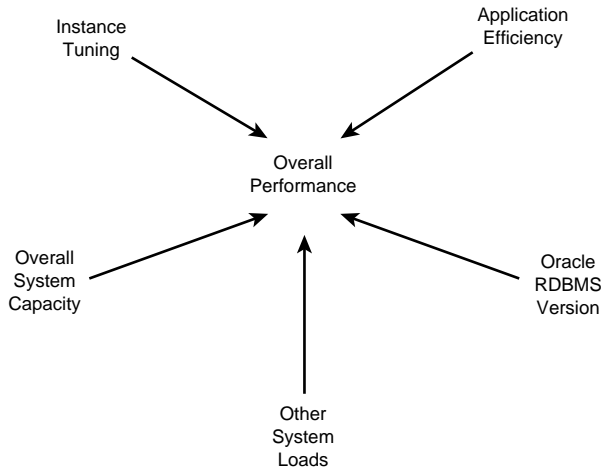 Instance
Tuning
Application
Efficiency
Overall
Performance
Overall
System
Capacity
Oracle
RDBMS
Version
Other
System
Loads